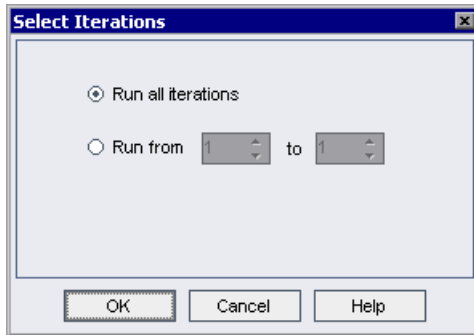 Select Iterations
Run all iterations
Run from 1 to 1
OK Cancel Help